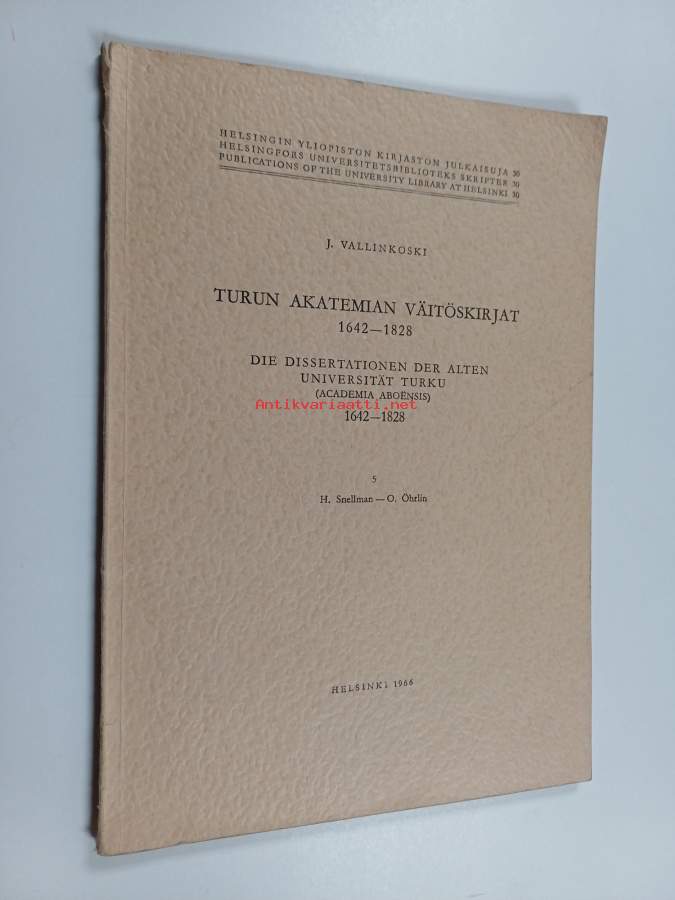 HELSINGIN YLIOPISTON KIRJASTON JULKAISUJA 30
HELSINGFORS UNIVERSITETSBIBLIOTEKS SKRIFTER 30
PUBLICATIONS OF THE UNIVERSITY LIBRARY AT HELSINKI 30
J. VALLINKOSKI
TURUN AKATEMIAN VÄITÖSKIRJAT
1642—1828
DIE DISSERTATIONEN DER ALTEN
UNIVERSITÄT TURKU
(ACADEMIA ABOËNSIS)
Antikvariaatti.net
1642—1828
5
H. Snellman — O. Öhrlin
HELSINKI 1966